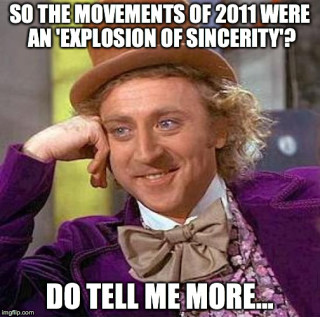 SO THE MOVEMENTS OF 2011 WERE
AN 'EXPLOSION OF SINCERITY'?
DO TELL ME MORE...
imgflip.com